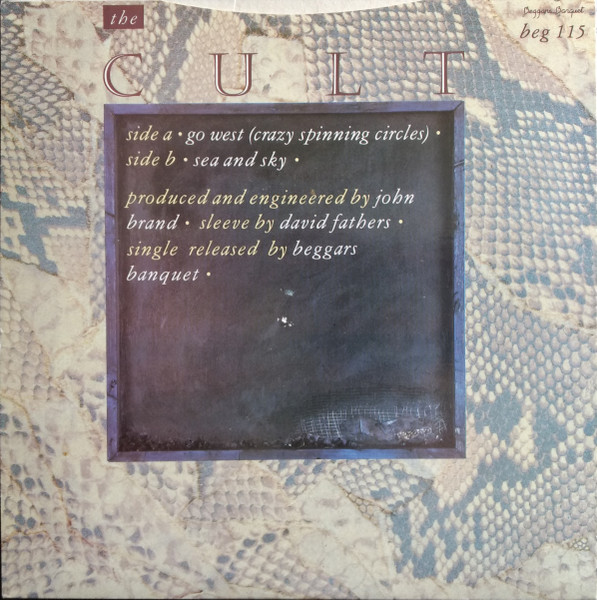 the
CULT
Beggars Banquet
beg 115
side a • go west (crazy spinning circles) •
side b • sea and sky •
produced and engineered by john
brand • sleeve by david fathers •
single released by beggars
banquet •